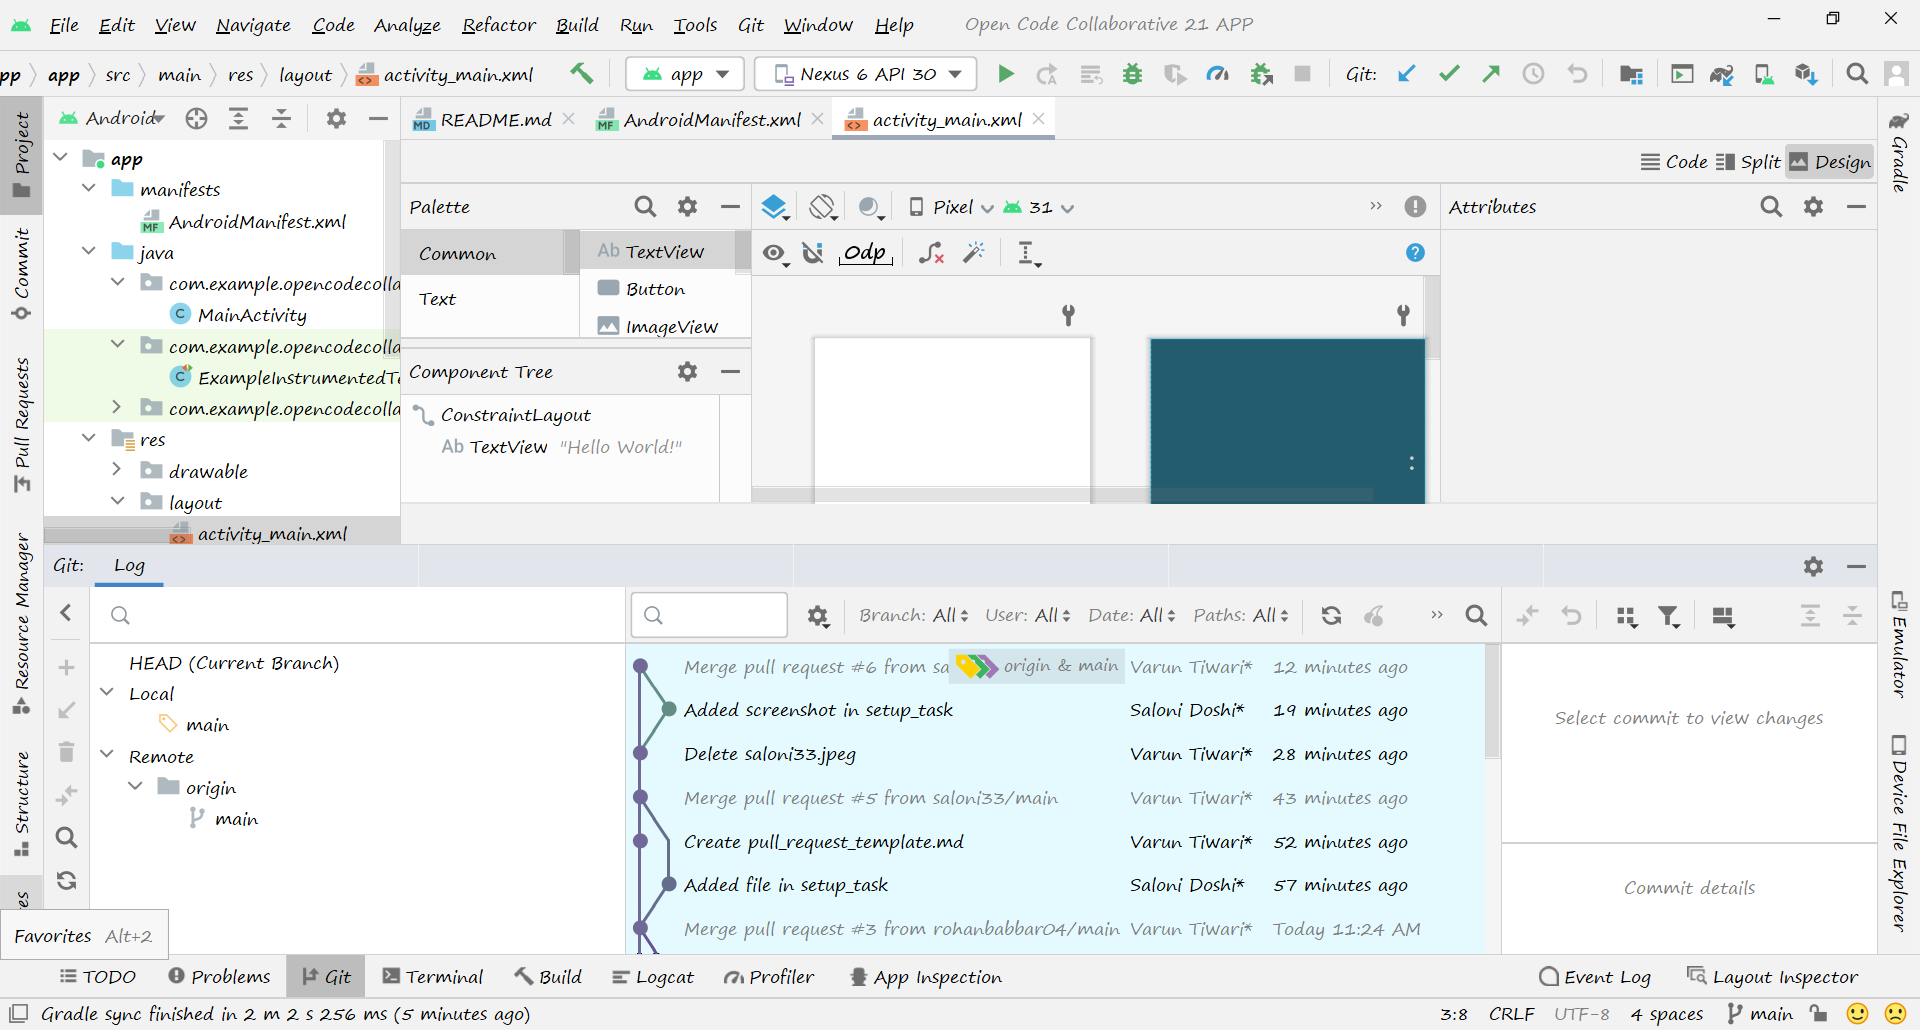 File Edit View Navigate Code Analyze Refactor Build Run Tools Git Window Help Open Code Collaborative 21 APP
pp app src main res layout activity_main.xml app Nexus 6 API 30 Git:
Project
Commit
Pull Requests
Resource Manager
Structure
Android
app
manifests
AndroidManifest.xml
java
com.example.opencodecolla
MainActivity
com.example.opencodecolla
ExampleInstrumentedTe
com.example.opencodecolla
res
drawable
layout
activity_main.xml
README.md AndroidManifest.xml activity_main.xml
Code Split Design
Palette
Common
Text
Ab TextView
Button
ImageView
Component Tree
ConstraintLayout
Ab TextView "Hello World!"
Pixel 31
0dp
Attributes
Gradle
Emulator
Device File Explorer
Git: Log
Branch: All User: All Date: All Paths: All
HEAD (Current Branch)
Local
main
Remote
origin
main
Merge pull request #6 from sa origin & main Varun Tiwari* 12 minutes ago
Added screenshot in setup_task Saloni Doshi* 19 minutes ago
Delete saloni33.jpeg Varun Tiwari* 28 minutes ago
Merge pull request #5 from saloni33/main Varun Tiwari* 43 minutes ago
Create pull_request_template.md Varun Tiwari* 52 minutes ago
Added file in setup_task Saloni Doshi* 57 minutes ago
Merge pull request #3 from rohanbabbar04/main Varun Tiwari* Today 11:24 AM
Select commit to view changes
Commit details
Favorites Alt+2
TODO Problems Git Terminal Build Logcat Profiler App Inspection Event Log Layout Inspector
Gradle sync finished in 2 m 2 s 256 ms (5 minutes ago) 3:8 CRLF UTF-8 4 spaces main